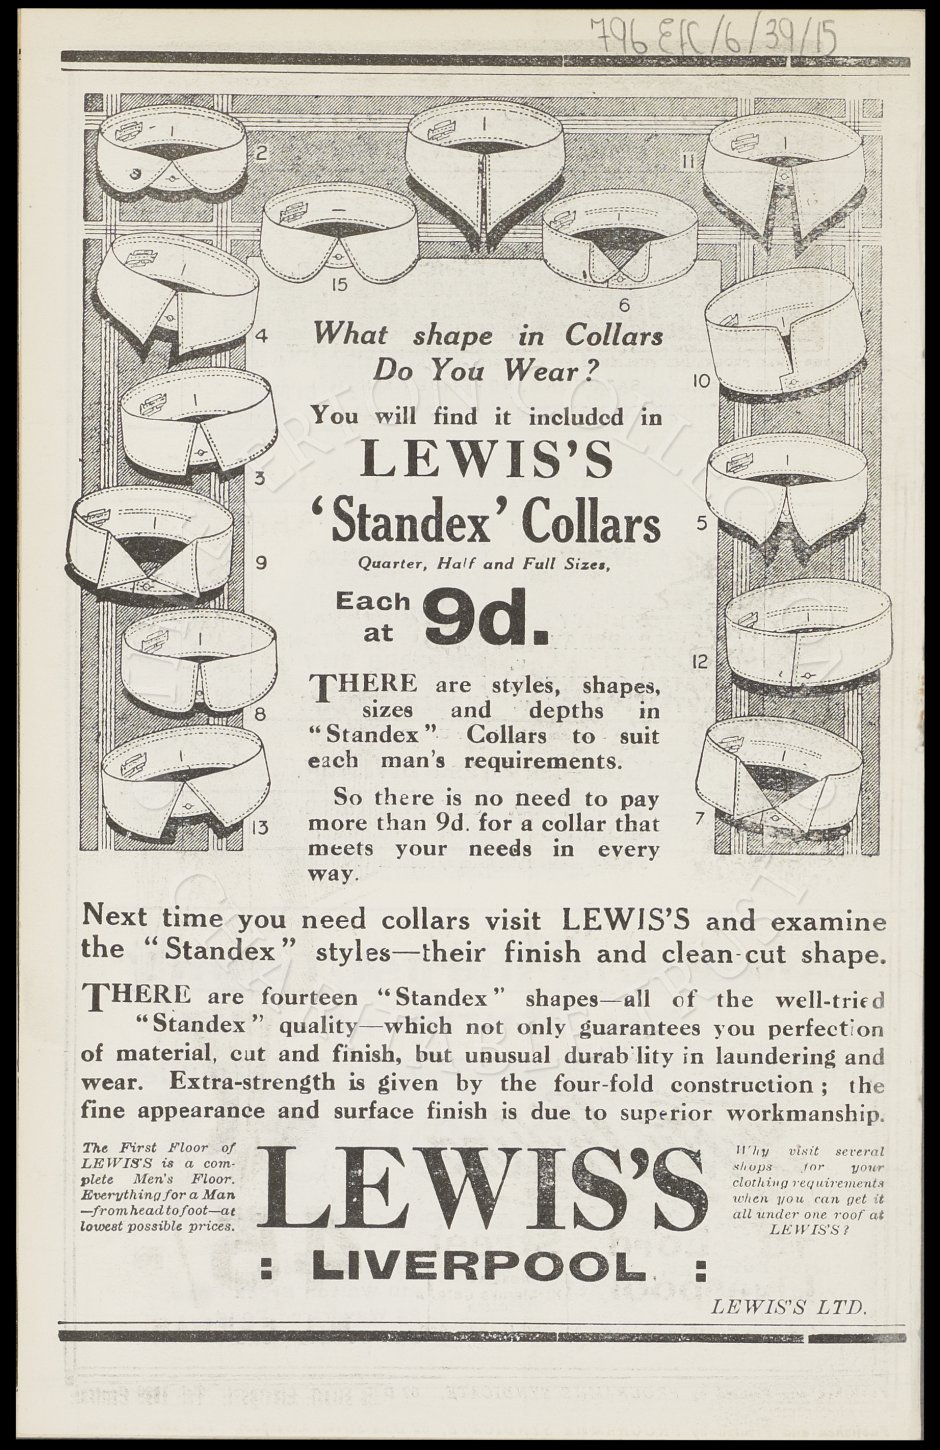 796 EFC/6/39/15
2
11
15
6
4
10
3
5
9
12
8
7
13
What shape in Collars
Do You Wear?
You will find it included in
LEWIS'S
'Standex' Collars
Quarter, Half and Full Sizes,
Each at 9d.
THERE are styles, shapes,
sizes and depths in
"Standex" Collars to suit
each man's requirements.
So there is no need to pay
more than 9d. for a collar that
meets your needs in every
way.
Next time you need collars visit LEWIS'S and examine
the "Standex" styles—their finish and clean-cut shape.
THERE are fourteen "Standex" shapes—all of the well-tried
"Standex" quality—which not only guarantees you perfection
of material, cut and finish, but unusual durability in laundering and
wear. Extra-strength is given by the four-fold construction; the
fine appearance and surface finish is due to superior workmanship.
The First Floor of
LEWIS'S is a com-
plete Men's Floor.
Everything for a Man
—from head to foot—at
lowest possible prices.
LEWIS'S
: LIVERPOOL :
Why visit several
shops for your
clothing requirements
when you can get it
all under one roof at
LEWIS'S?
LEWIS'S LTD.